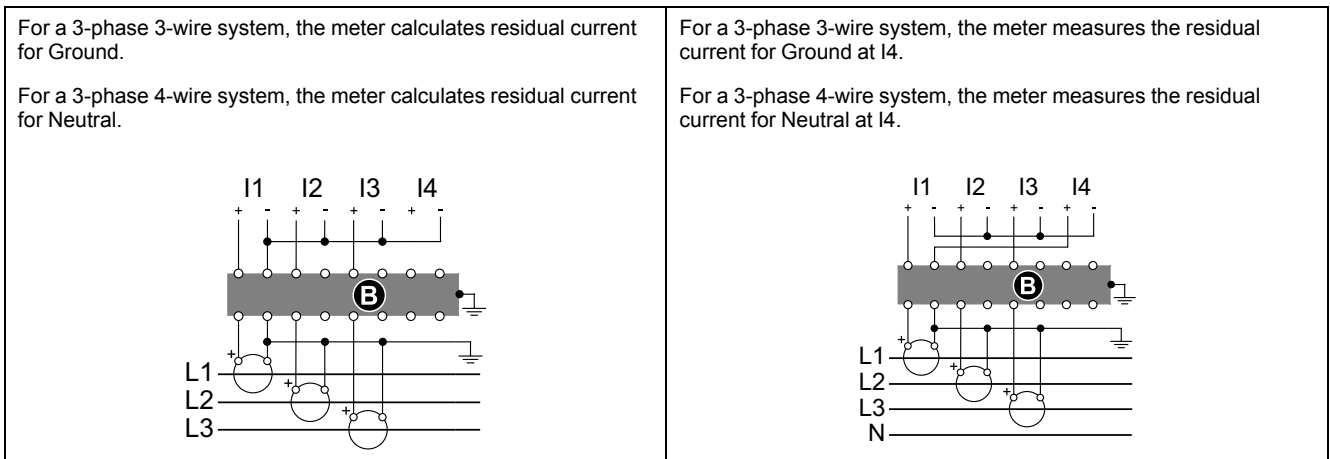 For a 3-phase 3-wire system, the meter calculates residual current
for Ground.
For a 3-phase 4-wire system, the meter calculates residual current
for Neutral.
I1 I2 I3 I4
+ - + - + - + -
B
+
L1
+
L2
+
L3
For a 3-phase 3-wire system, the meter measures the residual
current for Ground at I4.
For a 3-phase 4-wire system, the meter measures the residual
current for Neutral at I4.
I1 I2 I3 I4
+ - + - + - + -
B
+
L1
+
L2
+
L3
N